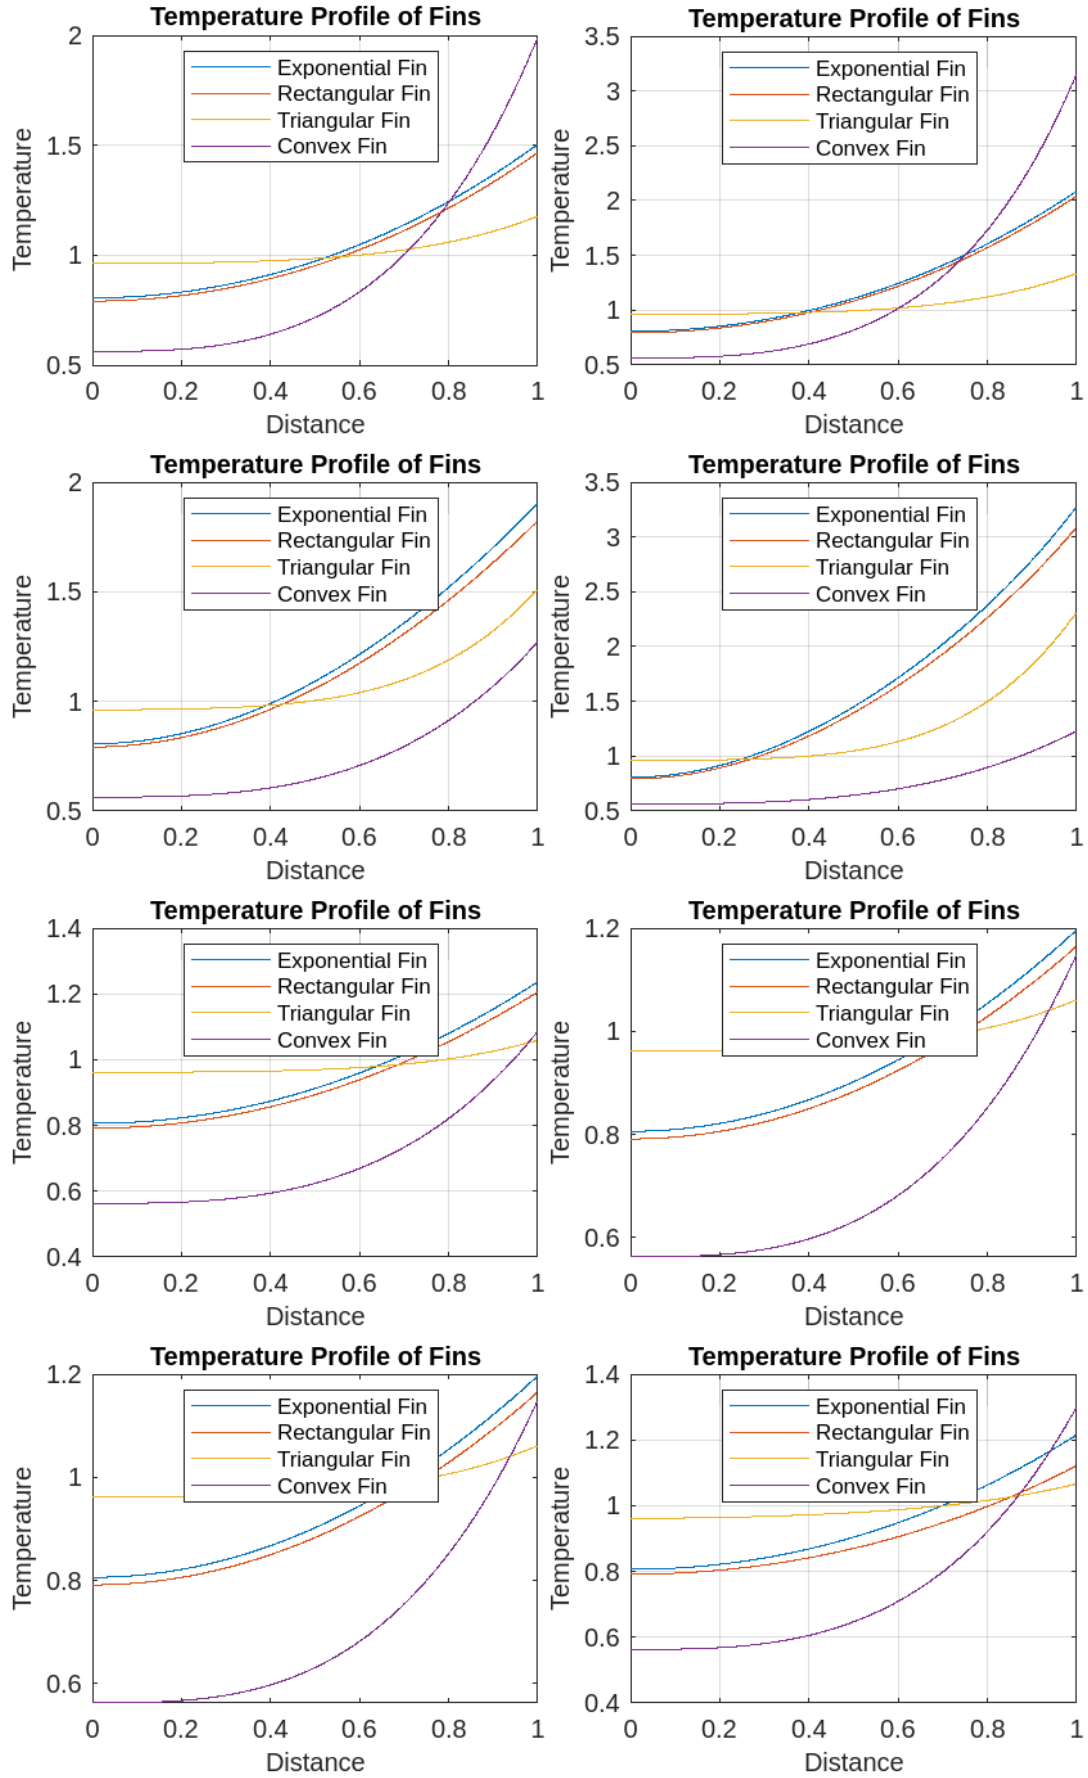 Temperature Profile of Fins
2
1.5
1
0.5
Temperature
Exponential Fin
Rectangular Fin
Triangular Fin
Convex Fin
0 0.2 0.4 0.6 0.8 1
Distance
Temperature Profile of Fins
3.5
3
2.5
2
1.5
1
0.5
Temperature
Exponential Fin
Rectangular Fin
Triangular Fin
Convex Fin
0 0.2 0.4 0.6 0.8 1
Distance
Temperature Profile of Fins
2
1.5
1
0.5
Temperature
Exponential Fin
Rectangular Fin
Triangular Fin
Convex Fin
0 0.2 0.4 0.6 0.8 1
Distance
Temperature Profile of Fins
3.5
3
2.5
2
1.5
1
0.5
Temperature
Exponential Fin
Rectangular Fin
Triangular Fin
Convex Fin
0 0.2 0.4 0.6 0.8 1
Distance
Temperature Profile of Fins
1.4
1.2
1
0.8
0.6
0.4
Temperature
Exponential Fin
Rectangular Fin
Triangular Fin
Convex Fin
0 0.2 0.4 0.6 0.8 1
Distance
Temperature Profile of Fins
1.2
1
0.8
0.6
Temperature
Exponential Fin
Rectangular Fin
Triangular Fin
Convex Fin
0 0.2 0.4 0.6 0.8 1
Distance
Temperature Profile of Fins
1.2
1
0.8
0.6
Temperature
Exponential Fin
Rectangular Fin
Triangular Fin
Convex Fin
0 0.2 0.4 0.6 0.8 1
Distance
Temperature Profile of Fins
1.4
1.2
1
0.8
0.6
0.4
Temperature
Exponential Fin
Rectangular Fin
Triangular Fin
Convex Fin
0 0.2 0.4 0.6 0.8 1
Distance